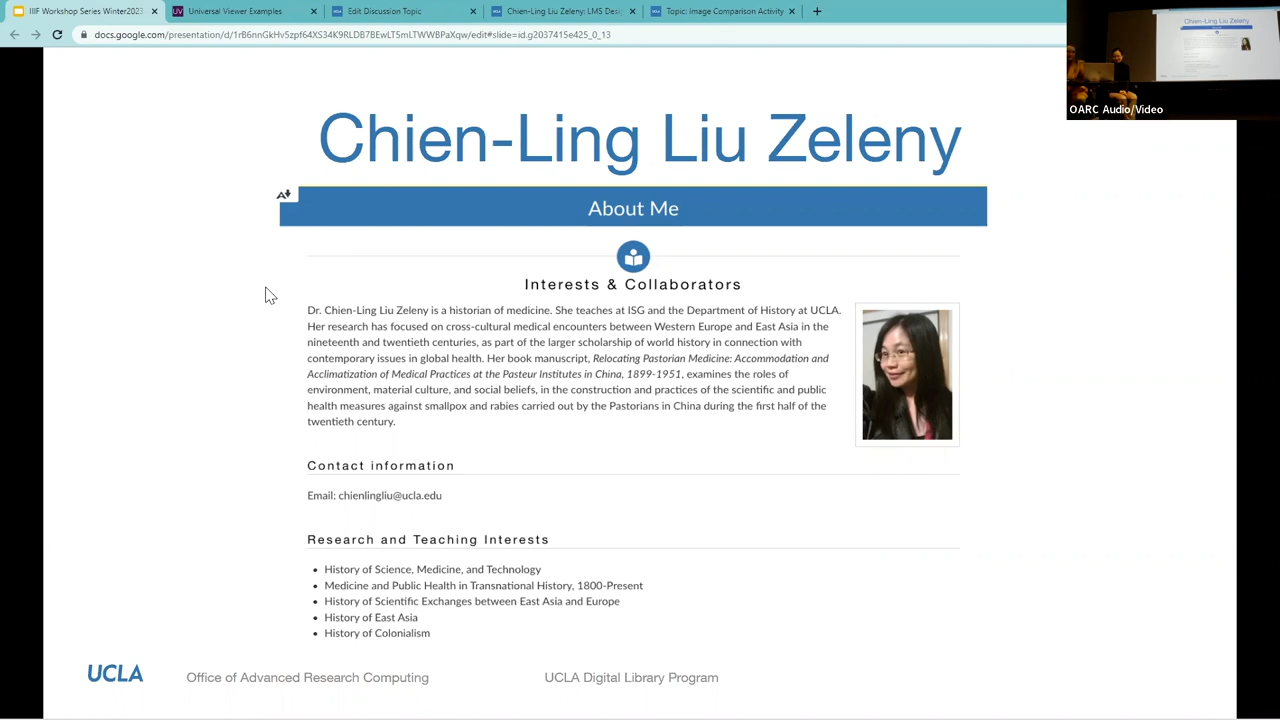 IIIF Workshop Series Winter2023
Universal Viewer Examples
Edit Discussion Topic
Chien-Ling Liu Zeleny: LMS Desi
Topic: Image Comparison Activity
docs.google.com/presentation/d/1rB6nnGkHv5zpf64XS34K9RLDB7BEwLT5mLTWWBPaXqw/edit#slide=id.g2037415e425_0_13
Chien-Ling Liu Zeleny
OARC Audio/Video
Chien-Ling Liu Zeleny
About Me
Interests & Collaborators
Dr. Chien-Ling Liu Zeleny is a historian of medicine. She teaches at ISG and the Department of History at UCLA.
Her research has focused on cross-cultural medical encounters between Western Europe and East Asia in the
nineteenth and twentieth centuries, as part of the larger scholarship of world history in connection with
contemporary issues in global health. Her book manuscript, Relocating Pastorian Medicine: Accommodation and
Acclimatization of Medical Practices at the Pasteur Institutes in China, 1899-1951, examines the roles of
environment, material culture, and social beliefs, in the construction and practices of the scientific and public
health measures against smallpox and rabies carried out by the Pastorians in China during the first half of the
twentieth century.
Contact information
Email: chienlingliu@ucla.edu
Research and Teaching Interests
• History of Science, Medicine, and Technology
• Medicine and Public Health in Transnational History, 1800-Present
• History of Scientific Exchanges between East Asia and Europe
• History of East Asia
• History of Colonialism
UCLA Office of Advanced Research Computing UCLA Digital Library Program